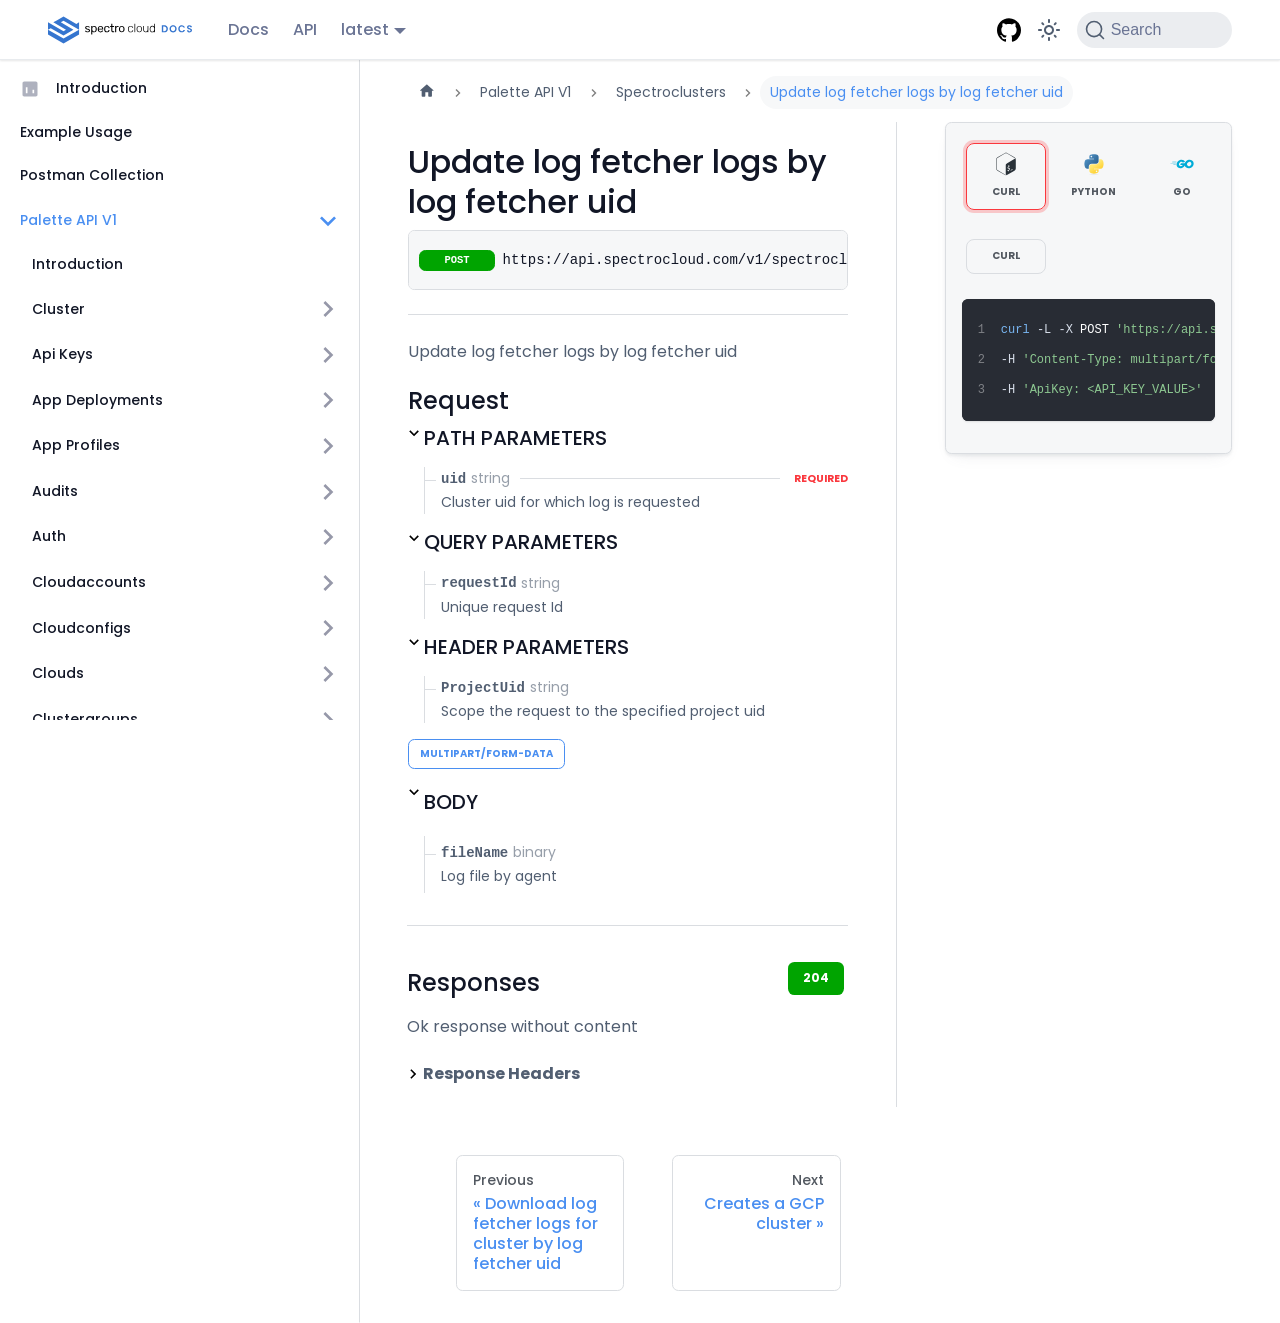 spectro cloud DOCS
Docs
API
latest
Search
Introduction
Example Usage
Postman Collection
Palette API V1
Introduction
Cluster
Api Keys
App Deployments
App Profiles
Audits
Auth
Cloudaccounts
Cloudconfigs
Clouds
Clustergroups
Palette API V1
Spectroclusters
Update log fetcher logs by log fetcher uid
Update log fetcher logs by
log fetcher uid
POST https://api.spectrocloud.com/v1/spectrocl
Update log fetcher logs by log fetcher uid
Request
PATH PARAMETERS
uid string REQUIRED
Cluster uid for which log is requested
QUERY PARAMETERS
requestId string
Unique request Id
HEADER PARAMETERS
ProjectUid string
Scope the request to the specified project uid
MULTIPART/FORM-DATA
BODY
fileName binary
Log file by agent
Responses
204
Ok response without content
Response Headers
Previous
« Download log
fetcher logs for
cluster by log
fetcher uid
Next
Creates a GCP
cluster »
CURL
PYTHON
GO
CURL
1 curl -L -X POST 'https://api.s
2 -H 'Content-Type: multipart/fo
3 -H 'ApiKey: <API_KEY_VALUE>'